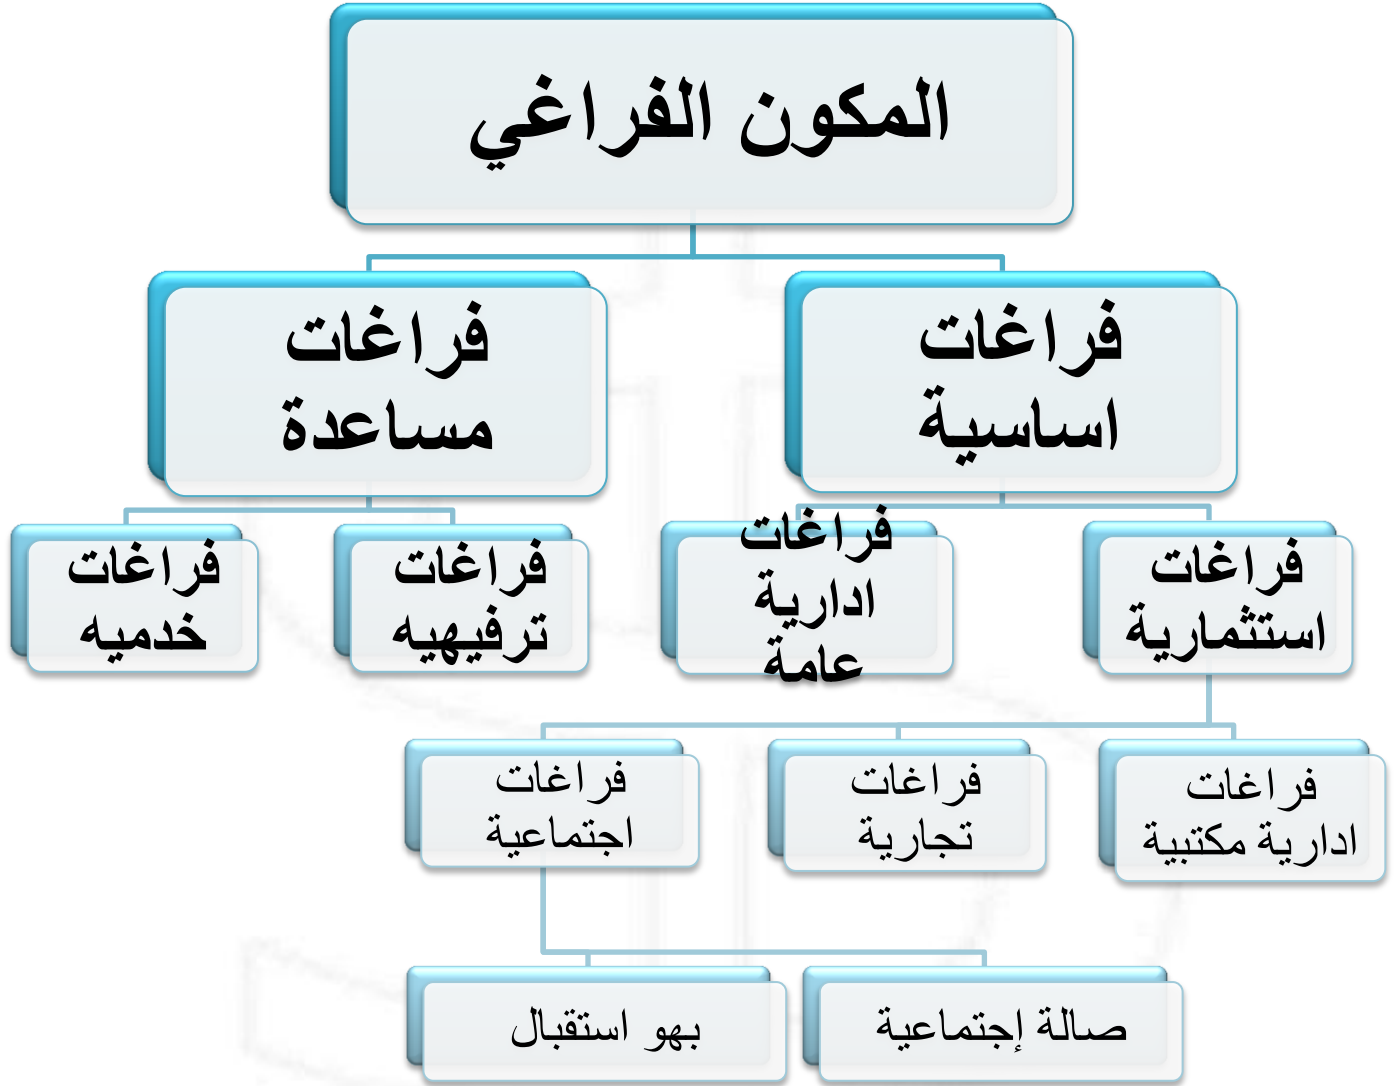 المكون الفراغي
فراغات
اساسية
فراغات
مساعدة
فراغات
استثمارية
فراغات
ادارية
عامة
فراغات
ترفيهيه
فراغات
خدميه
فراغات
ادارية مكتبية
فراغات
تجارية
فراغات
اجتماعية
صالة إجتماعية
بهو استقبال